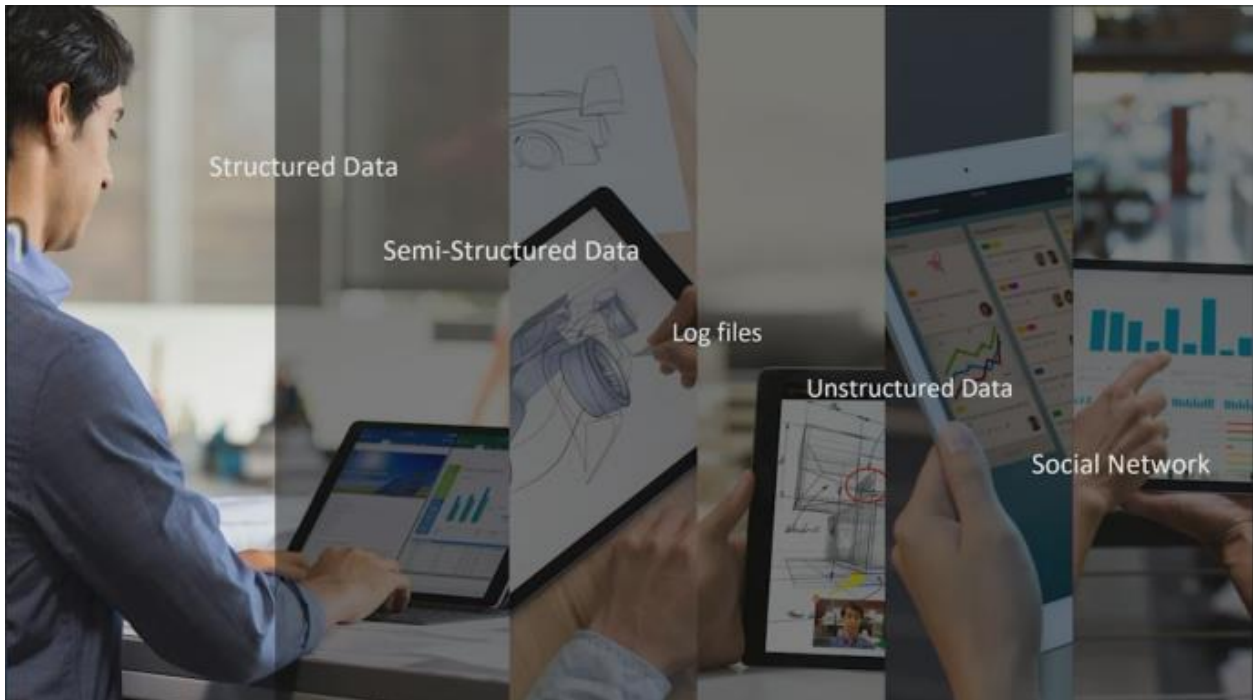 Structured Data
Semi-Structured Data
Log files
Unstructured Data
Social Network